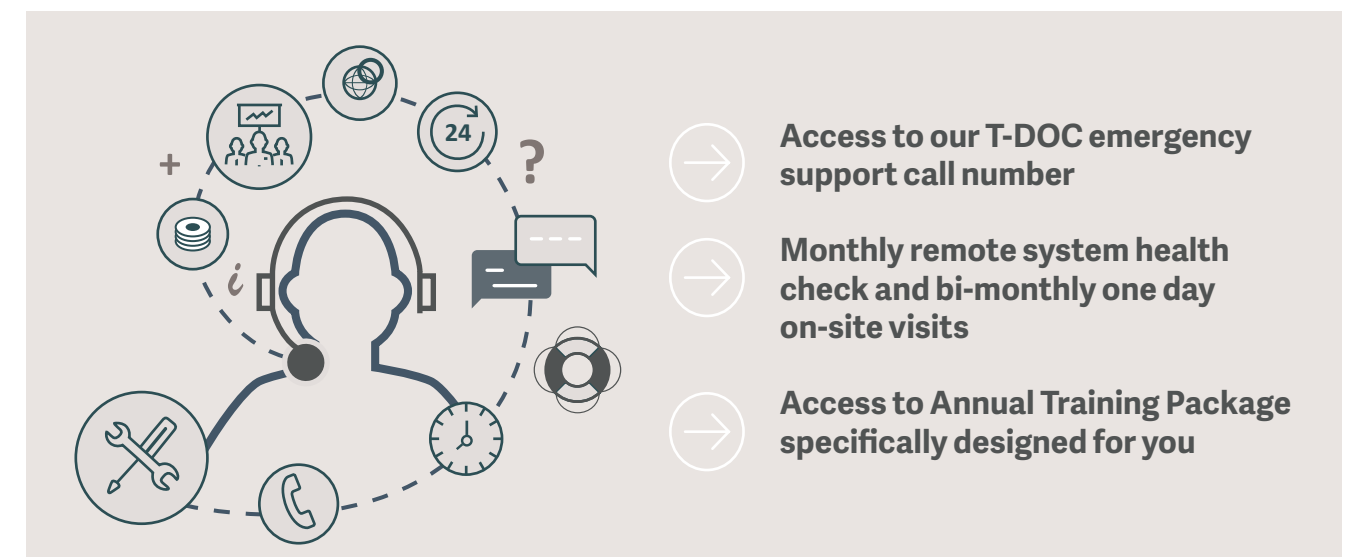 24
+
?
¿
Access to our T-DOC emergency
support call number
Monthly remote system health
check and bi-monthly one day
on-site visits
Access to Annual Training Package
specifically designed for you